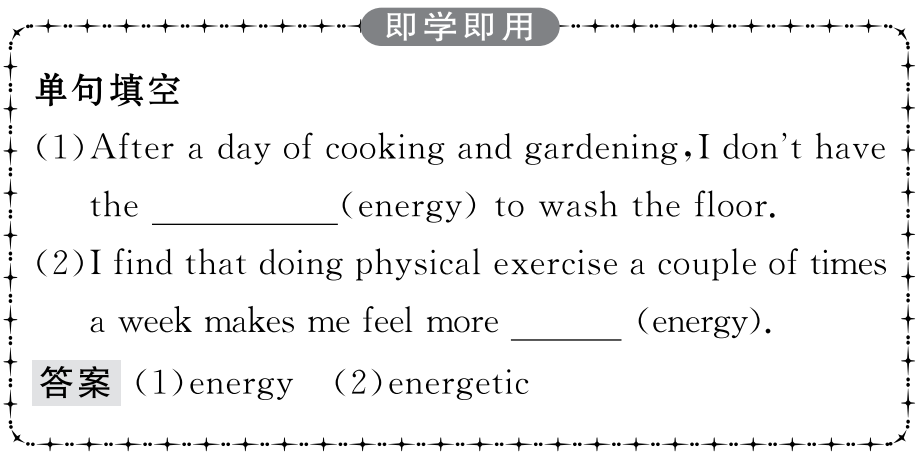 即学即用
单句填空
(1)After a day of cooking and gardening,I don't have
the ___________(energy) to wash the floor.
(2)I find that doing physical exercise a couple of times
a week makes me feel more _______ (energy).
答案 (1)energy (2)energetic